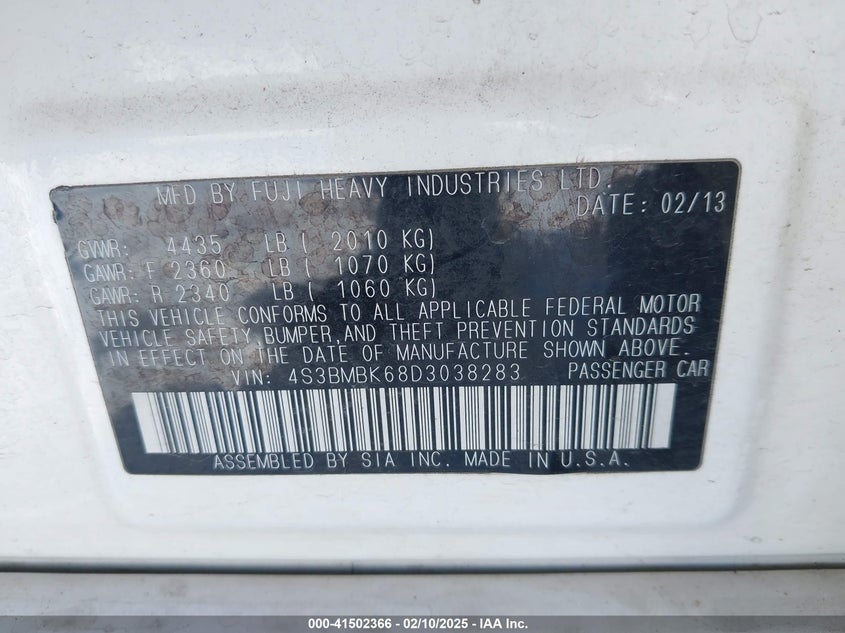 MFD BY FUJI HEAVY INDUSTRIES LTD.
DATE: 02/13
GVWR: 4435 LB ( 2010 KG)
GAWR: F 2360 LB ( 1070 KG)
GAWR: R 2340 LB ( 1060 KG)
THIS VEHICLE CONFORMS TO ALL APPLICABLE FEDERAL MOTOR
VEHICLE SAFETY, BUMPER, AND THEFT PREVENTION STANDARDS
IN EFFECT ON THE DATE OF MANUFACTURE SHOWN ABOVE.
VIN: 4S3BMBK68D3038283 PASSENGER CAR
ASSEMBLED BY SIA INC. MADE IN U.S.A.
000-41502366 - 02/10/2025 - IAA Inc.